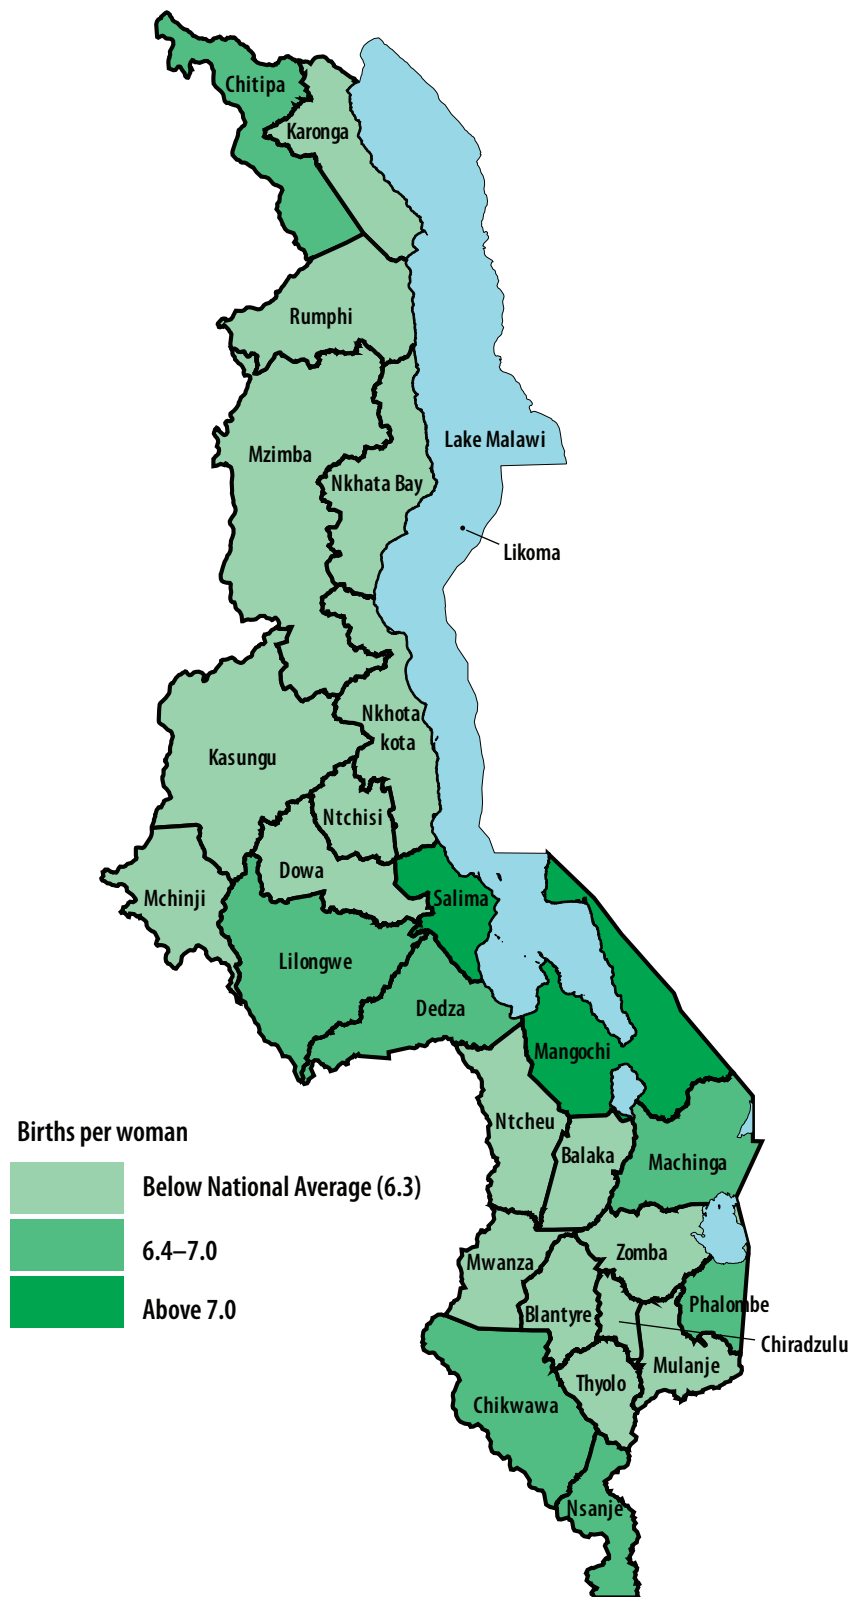 Chitipa
Karonga
Rumphi
Lake Malawi
Mzimba
Nkhata Bay
Likoma
Nkhota
kota
Kasungu
Ntchisi
Dowa
Mchinji
Salima
Lilongwe
Dedza
Mangochi
Ntcheu
Births per woman
Balaka
Machinga
Below National Average (6.3)
6.4–7.0
Zomba
Mwanza
Above 7.0
Phalombe
Blantyre
Chiradzulu
Mulanje
Thyolo
Chikwawa
Nsanje